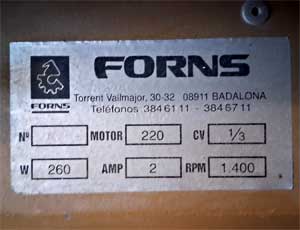 FORNS
FORNS
Torrent Vallmajor, 30-32 08911 BADALONA
Teléfonos 384 61 11 - 384 67 11
Nº MOTOR 220 CV 1/3
W 260 AMP 2 RPM 1.400